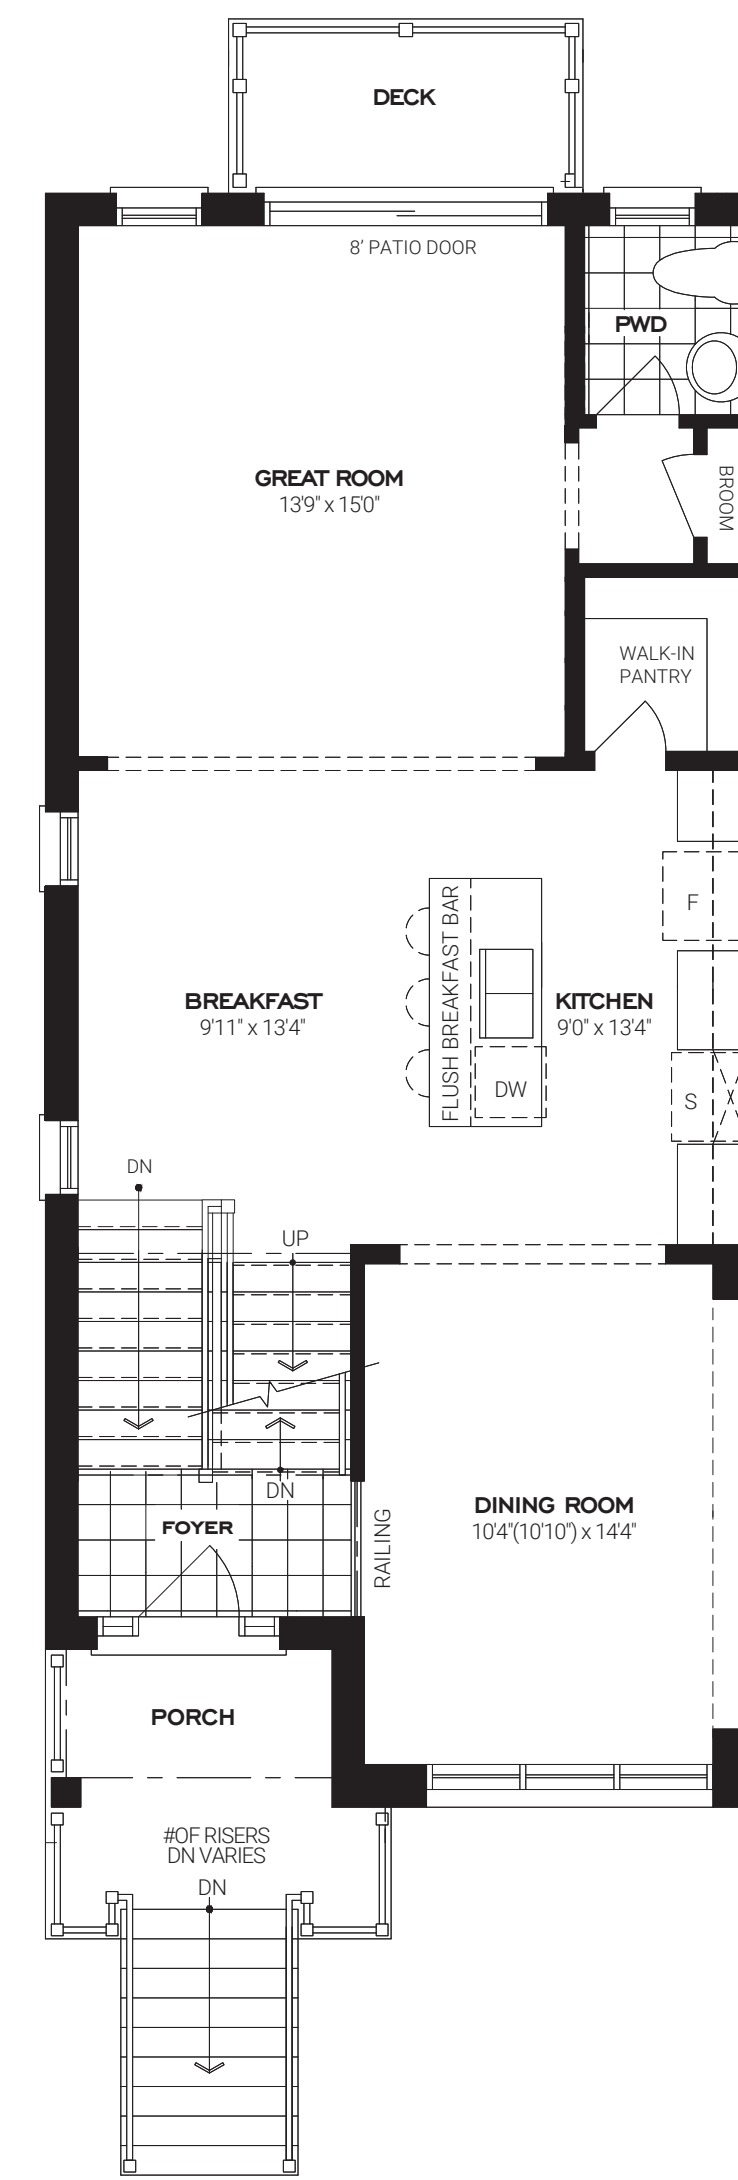 DECK
8' PATIO DOOR
PWD
GREAT ROOM
13'9" x 15'0"
BROOM
WALK-IN
PANTRY
F
FLUSH BREAKFAST BAR
BREAKFAST
9'11" x 13'4"
KITCHEN
9'0" x 13'4"
DW
S
DN
UP
DN
FOYER
RAILING
DINING ROOM
10'4"(10'10") x 14'4"
PORCH
#OF RISERS
DN VARIES
DN